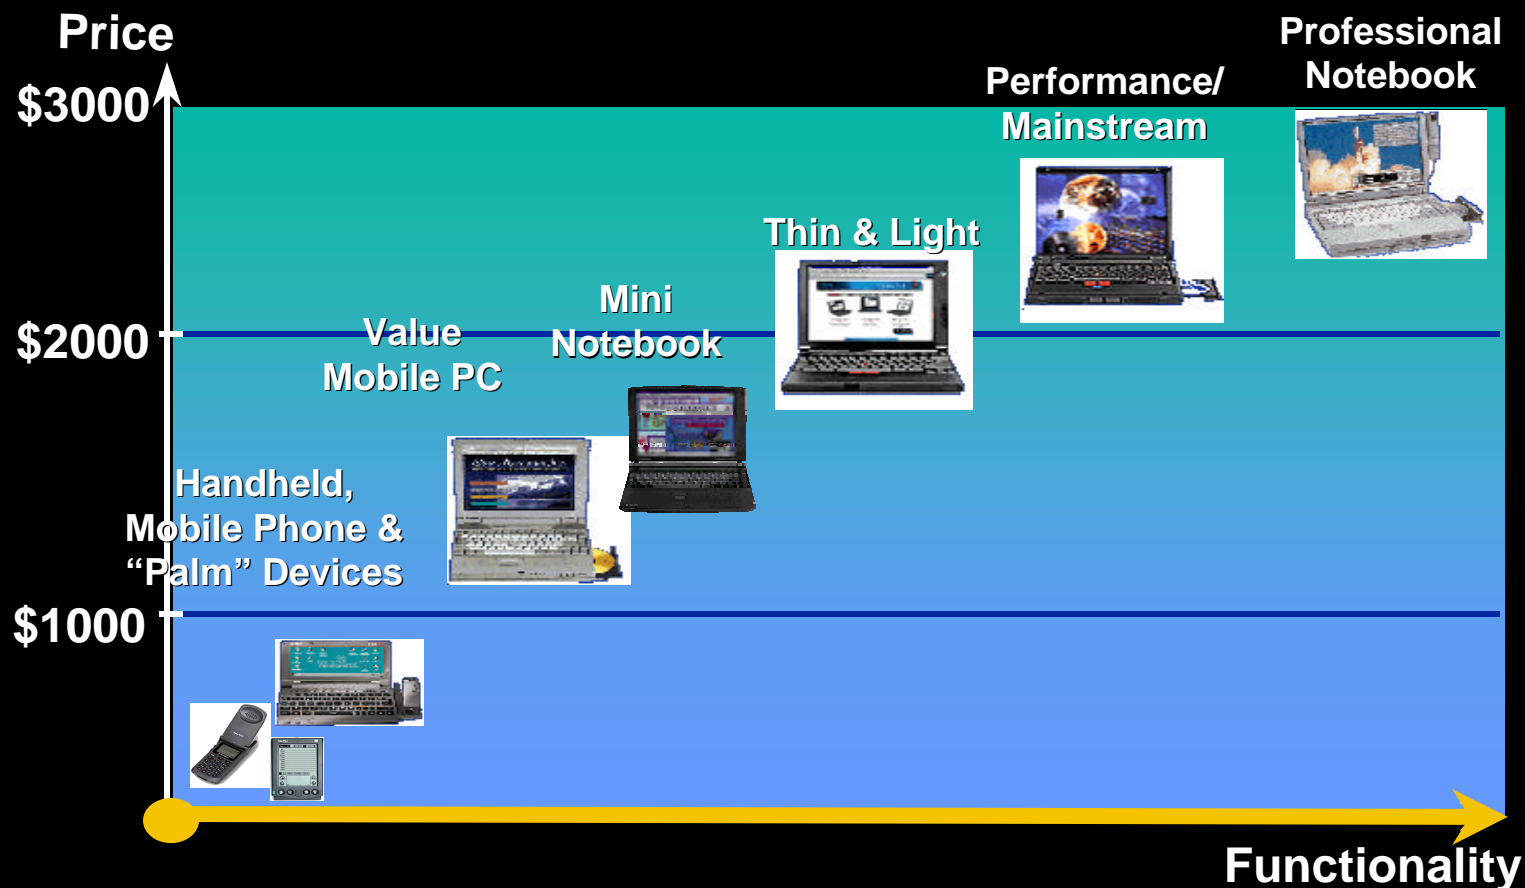 Price
Professional
Notebook
Performance/
Mainstream
$3000
Thin & Light
Mini
Notebook
Value
Mobile PC
$2000
Handheld,
Mobile Phone &
“Palm” Devices
$1000
Functionality